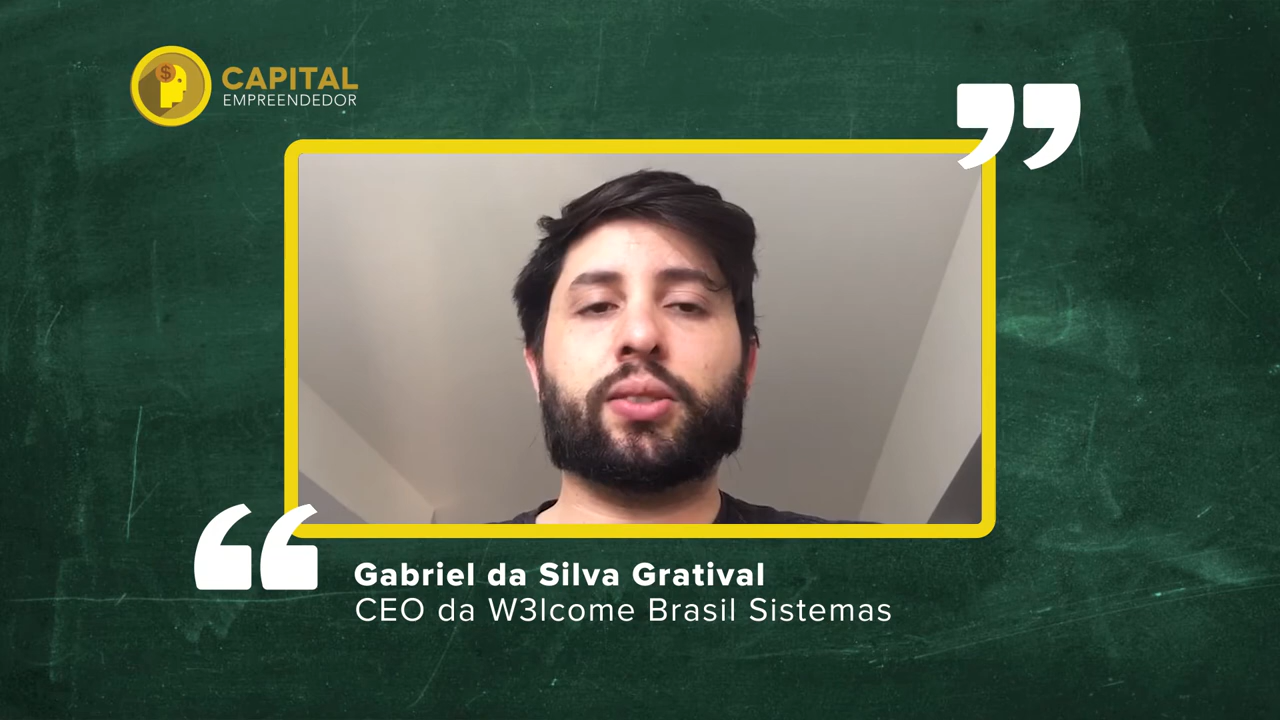 CAPITAL
EMPREENDEDOR
Gabriel da Silva Gratival
CEO da W3lcome Brasil Sistemas